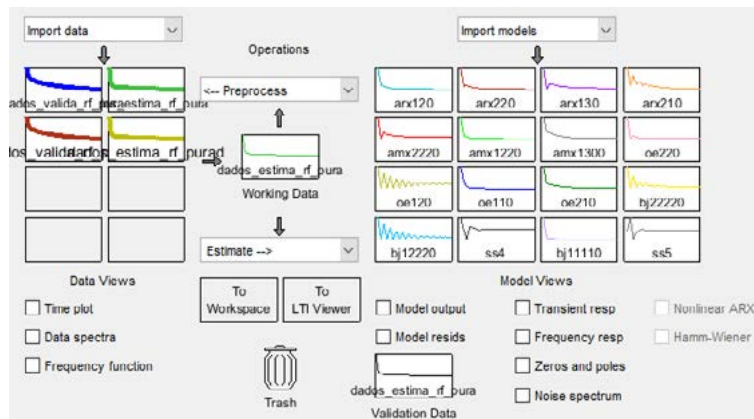 Import data
Import models
Operations
<-- Preprocess
dados_estima_rf_pura
Working Data
Estimate -->
arx120
arx220
arx130
arx210
amx2220
amx1220
amx1300
oe220
oe120
oe110
oe210
bj22220
bj12220
ss4
bj11110
ss5
Data Views
Time plot
Data spectra
Frequency function
To
Workspace
To
LTI Viewer
Trash
Model Views
Model output
Model resids
Transient resp
Frequency resp
Zeros and poles
Noise spectrum
Nonlinear ARX
Hamm-Wiener
dados_estima_rf_pura
Validation Data